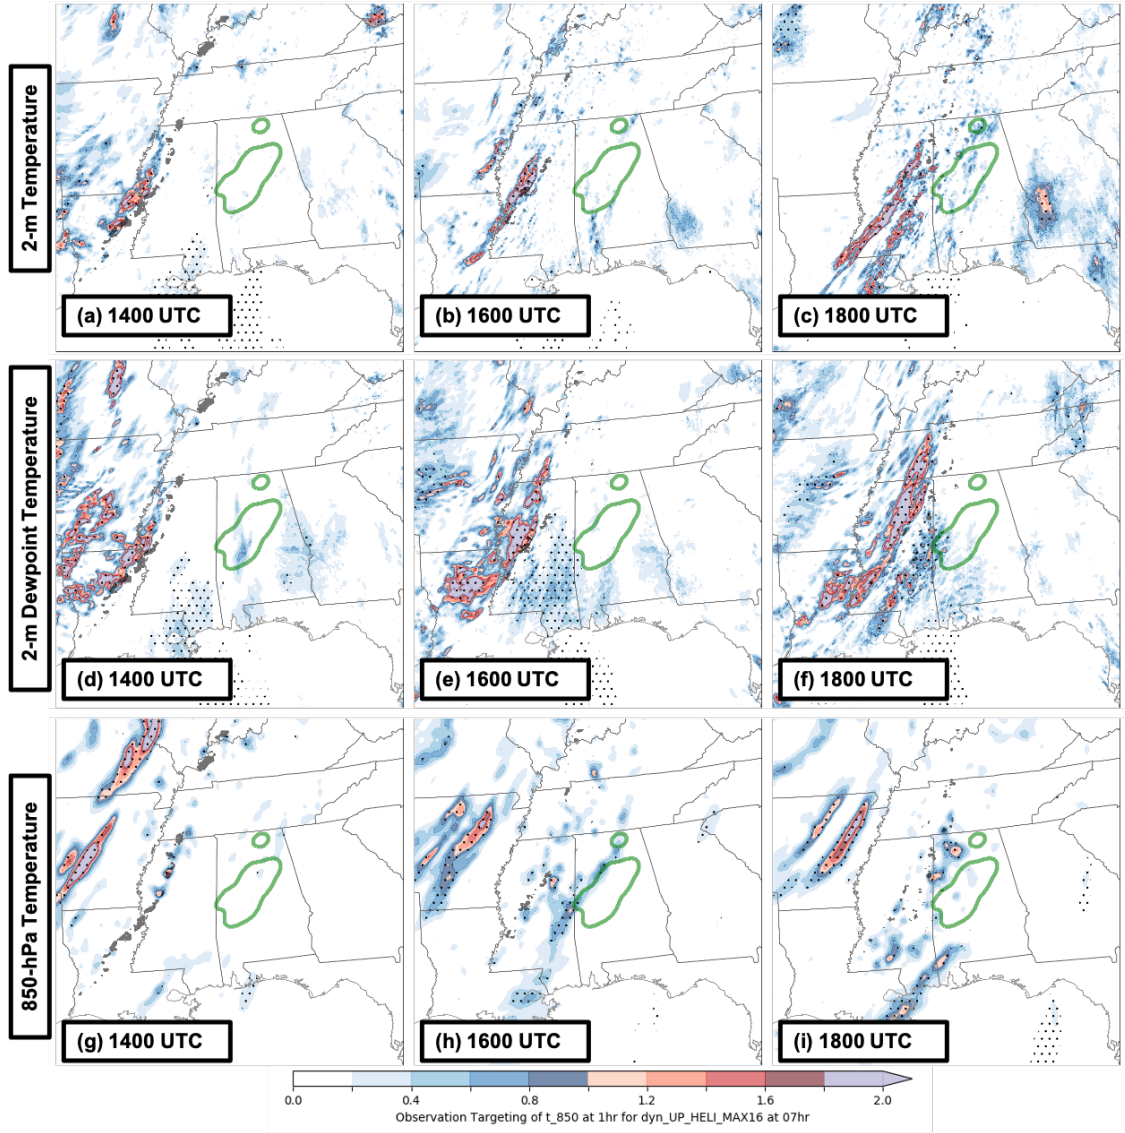 2-m Temperature
(a) 1400 UTC
(b) 1600 UTC
(c) 1800 UTC
2-m Dewpoint Temperature
(d) 1400 UTC
(e) 1600 UTC
(f) 1800 UTC
850-hPa Temperature
(g) 1400 UTC
(h) 1600 UTC
(i) 1800 UTC
0.0 0.4 0.8 1.2 1.6 2.0
Observation Targeting of t_850 at 1hr for dyn_UP_HELI_MAX16 at 07hr